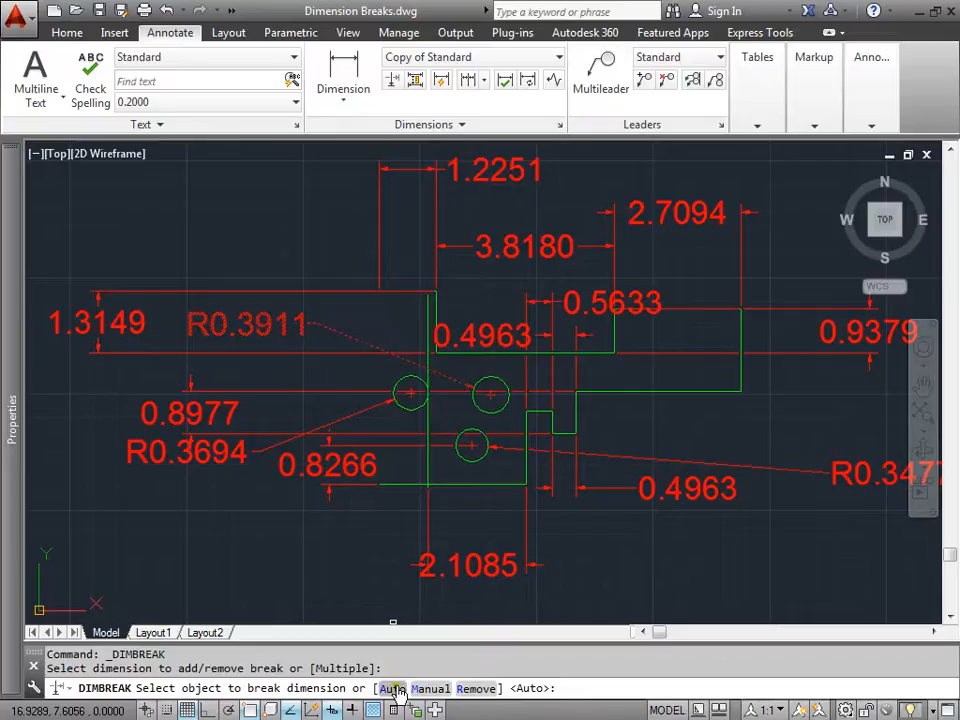 Dimension Breaks.dwg
Type a keyword or phrase
Sign In
Home Insert Annotate Layout Parametric View Manage Output Plug-ins Autodesk 360 Featured Apps Express Tools
Multiline Text
ABC
Check Spelling
Standard
Find text
0.2000
Text
Dimension
Copy of Standard
Dimensions
Multileader
Standard
Leaders
Tables
Markup
Anno...
[−][Top][2D Wireframe]
1.2251
2.7094
3.8180
0.5633
1.3149
R0.3911
0.4963
0.9379
0.8977
R0.3694
0.8266
R0.3477
0.4963
2.1085
N
W TOP E
S
WCS
Properties
Y
X
Model Layout1 Layout2
Command: _DIMBREAK
Select dimension to add/remove break or [Multiple]:
DIMBREAK Select object to break dimension or [Auto Manual Remove] <Auto>:
16.9289, 7.6056, 0.0000
MODEL
1:1